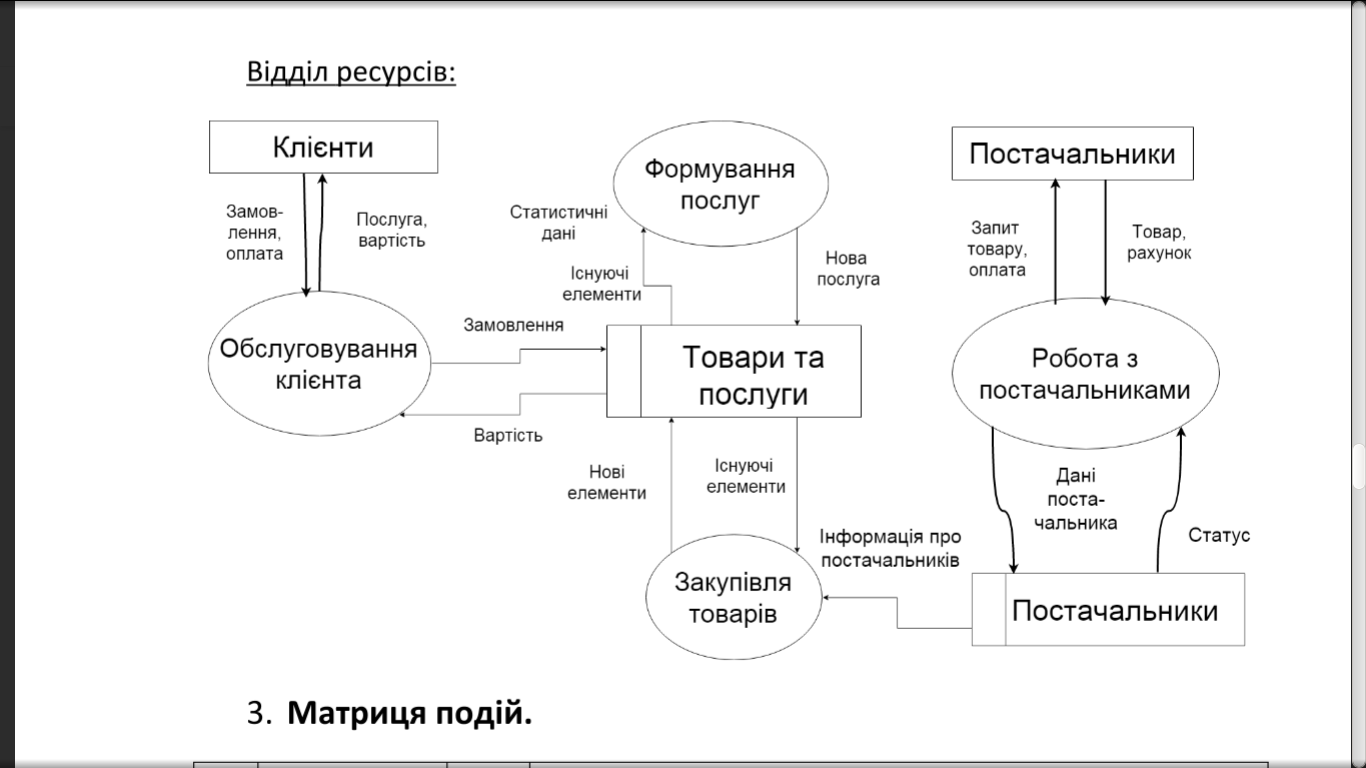 Відділ ресурсів:
Клієнти
Замов-
лення,
оплата
Послуга,
вартість
Обслуговування
клієнта
Замовлення
Вартість
Формування
послуг
Статистичні
дані
Існуючі
елементи
Нова
послуга
Товари та
послуги
Нові
елементи
Існуючі
елементи
Закупівля
товарів
Інформація про
постачальників
Постачальники
Запит
товару,
оплата
Товар,
рахунок
Робота з
постачальниками
Дані
поста-
чальника
Статус
Постачальники
3. Матриця подій.